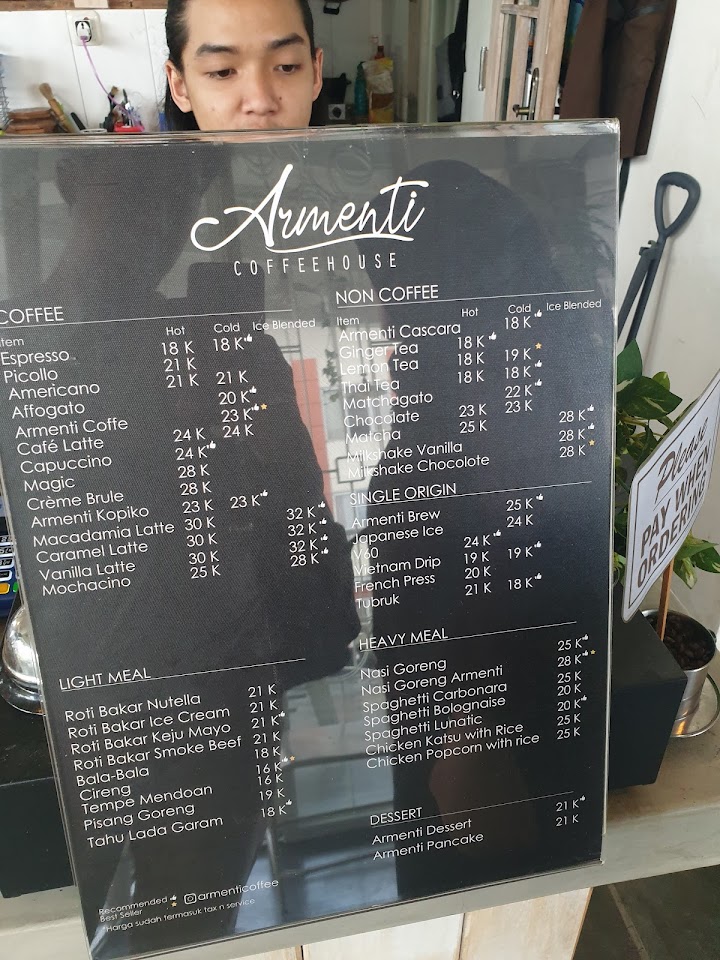 Armenti
COFFEEHOUSE
COFFEE
Item Hot Cold Ice Blended
Espresso 18 K 18 K
Picollo 21 K
Americano 21 K 21 K
Affogato 20 K
Armenti Coffe 23 K
Café Latte 24 K 24 K
Capuccino 24 K
Magic 28 K
Crème Brule 28 K
Armenti Kopiko 23 K 23 K
Macadamia Latte 30 K 32 K
Caramel Latte 30 K 32 K
Vanilla Latte 30 K 32 K
Mochacino 25 K 28 K
LIGHT MEAL
Roti Bakar Nutella 21 K
Roti Bakar Ice Cream 21 K
Roti Bakar Keju Mayo 21 K
Roti Bakar Smoke Beef 21 K
Bala-Bala 18 K
Cireng 16 K
Tempe Mendoan 16 K
Pisang Goreng 19 K
Tahu Lada Garam 18 K
NON COFFEE
Item Hot Cold Ice Blended
Armenti Cascara 18 K
Ginger Tea 18 K
Lemon Tea 18 K 19 K
Thai Tea 18 K 18 K
Matchagato 22 K
Chocolate 23 K 23 K
Matcha 25 K 28 K
Milkshake Vanilla 28 K
Milkshake Chocolote 28 K
SINGLE ORIGIN
Armenti Brew 25 K
Japanese Ice 24 K
V60 24 K
Vietnam Drip 19 K 19 K
French Press 20 K
Tubruk 21 K 18 K
HEAVY MEAL
Nasi Goreng 25 K
Nasi Goreng Armenti 28 K
Spaghetti Carbonara 25 K
Spaghetti Bolognaise 20 K
Spaghetti Lunatic 20 K
Chicken Katsu with Rice 25 K
Chicken Popcorn with rice 25 K
DESSERT
Armenti Dessert 21 K
Armenti Pancake 21 K
Recommended armenticoffee
Best Seller
*Harga sudah termasuk tax n service
Please
PAY WHEN
ORDERING